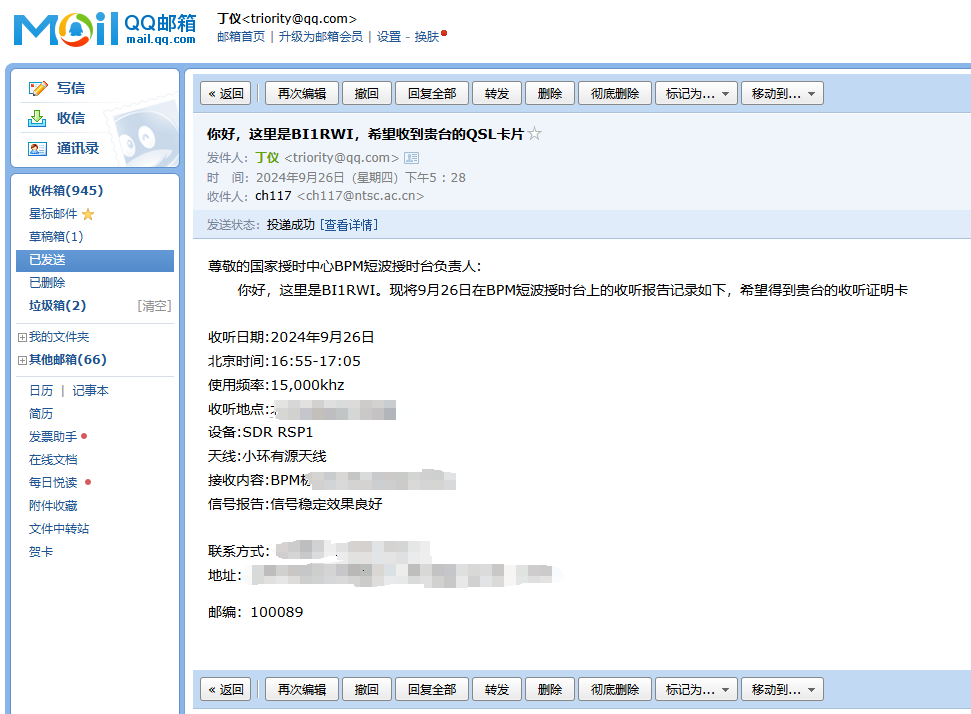 Mail QQ邮箱
mail.qq.com
丁仪<triority@qq.com>
邮箱首页 | 升级为邮箱会员 | 设置 - 换肤
写信
收信
通讯录
收件箱(945)
星标邮件
草稿箱(1)
已发送
已删除
垃圾箱(2) [清空]
我的文件夹
其他邮箱(66)
日历 | 记事本
简历
发票助手
在线文档
每日悦读
附件收藏
文件中转站
贺卡
« 返回 再次编辑 撤回 回复全部 转发 删除 彻底删除 标记为... 移动到...
你好，这里是BI1RWI，希望收到贵台的QSL卡片☆
发件人：丁仪 <triority@qq.com>
时 间：2024年9月26日（星期四）下午5：28
收件人：ch117 <ch117@ntsc.ac.cn>
发送状态：投递成功 [查看详情]
尊敬的国家授时中心BPM短波授时台负责人：
你好，这里是BI1RWI。现将9月26日在BPM短波授时台上的收听报告记录如下，希望得到贵台的收听证明卡
收听日期:2024年9月26日
北京时间:16:55-17:05
使用频率:15,000khz
收听地点:
设备:SDR RSP1
天线:小环有源天线
接收内容:BPM
信号报告:信号稳定效果良好
联系方式：
地址：
邮编：100089
« 返回 再次编辑 撤回 回复全部 转发 删除 彻底删除 标记为... 移动到...